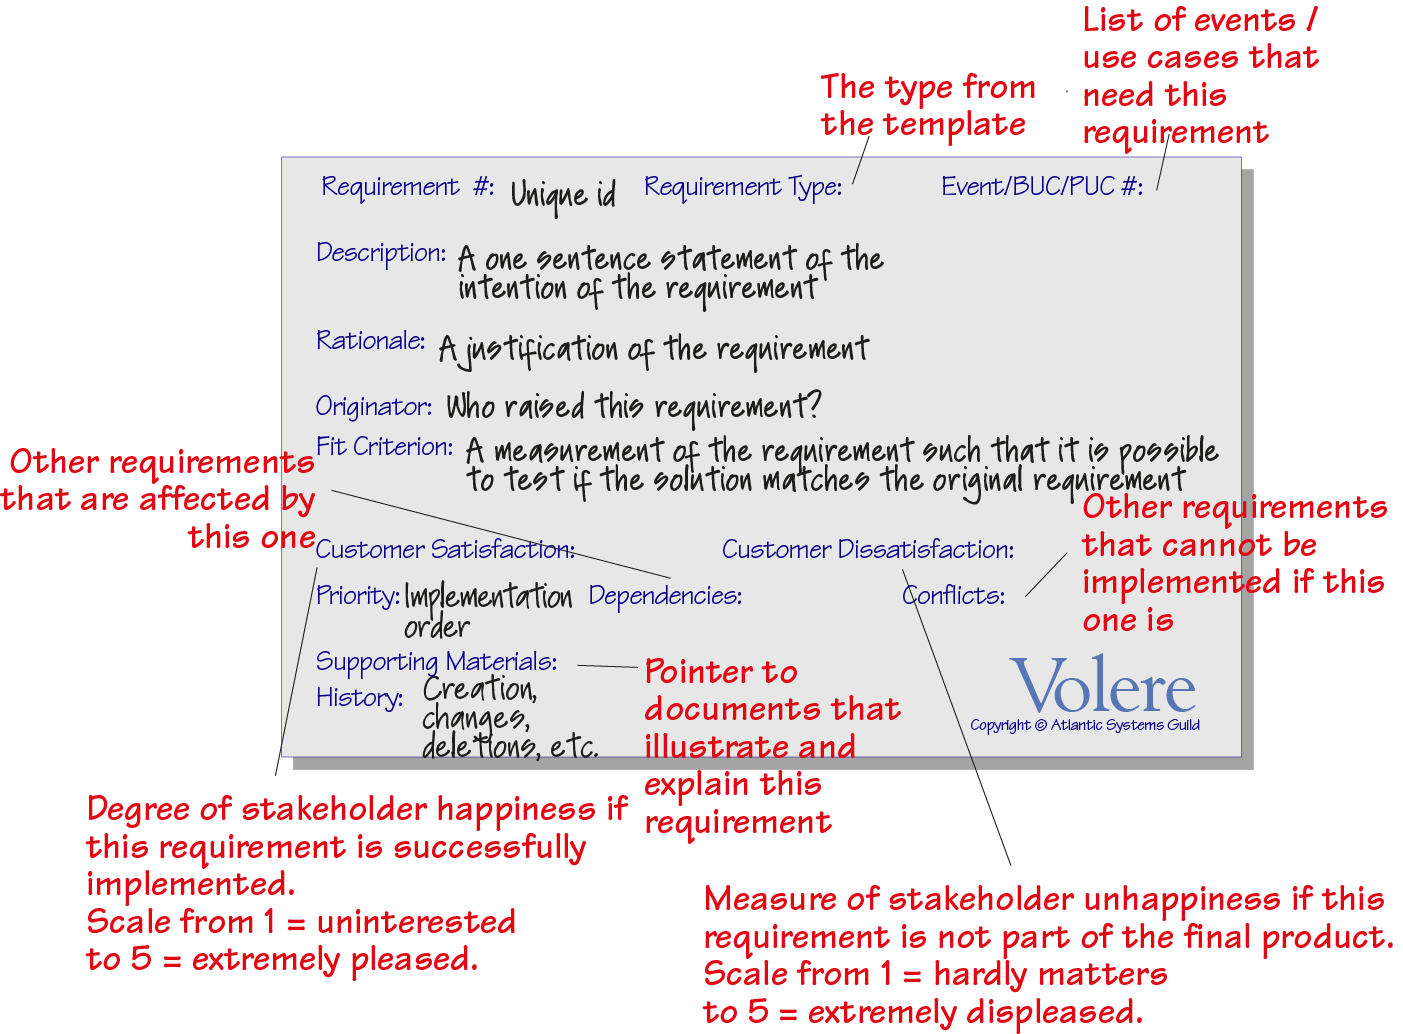 List of events /
use cases that
need this
requirement
The type from
the template
Requirement #: Unique id Requirement Type: Event/BUC/PUC #:
Description: A one sentence statement of the
intention of the requirement
Rationale: A justification of the requirement
Originator: Who raised this requirement?
Fit Criterion: A measurement of the requirement such that it is possible
to test if the solution matches the original requirement
Other requirements
that are affected by
this one
Other requirements
that cannot be
implemented if this
one is
Customer Satisfaction: Customer Dissatisfaction:
Priority: Implementation
order
Dependencies: Conflicts:
Supporting Materials:
Pointer to
documents that
illustrate and
explain this
requirement
History: Creation,
changes,
deletions, etc.
Volere
Copyright © Atlantic Systems Guild
Degree of stakeholder happiness if
this requirement is successfully
implemented.
Scale from 1 = uninterested
to 5 = extremely pleased.
Measure of stakeholder unhappiness if this
requirement is not part of the final product.
Scale from 1 = hardly matters
to 5 = extremely displeased.